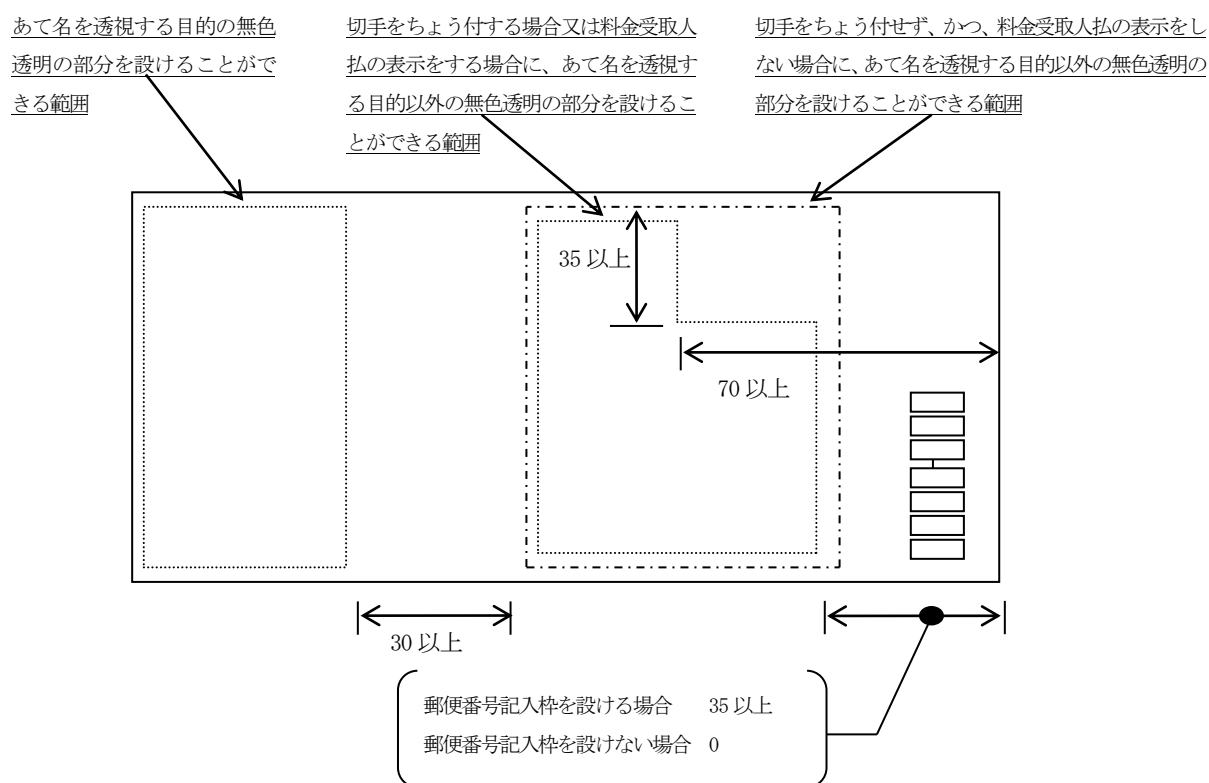 あて名を透視する目的の無色
透明の部分を設けることがで
きる範囲
切手をちょう付する場合又は料金受取人
払の表示をする場合に、あて名を透視す
る目的以外の無色透明の部分を設けるこ
とができる範囲
切手をちょう付せず、かつ、料金受取人払の表示をし
ない場合に、あて名を透視する目的以外の無色透明の
部分を設けることができる範囲
35 以上
70 以上
30 以上
郵便番号記入枠を設ける場合 35 以上
郵便番号記入枠を設けない場合 0